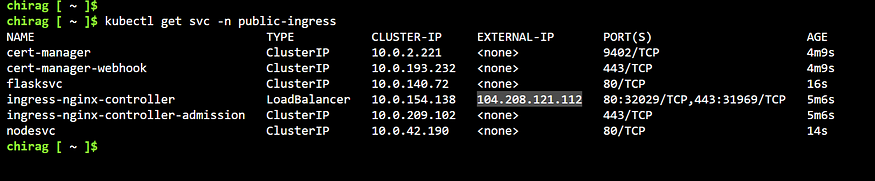 chirag [ ~ ]$
chirag [ ~ ]$ kubectl get svc -n public-ingress
NAME TYPE CLUSTER-IP EXTERNAL-IP PORT(S) AGE
cert-manager ClusterIP 10.0.2.221 <none> 9402/TCP 4m9s
cert-manager-webhook ClusterIP 10.0.193.232 <none> 443/TCP 4m9s
flasksvc ClusterIP 10.0.140.72 <none> 80/TCP 16s
ingress-nginx-controller LoadBalancer 10.0.154.138 104.208.121.112 80:32029/TCP,443:31969/TCP 5m6s
ingress-nginx-controller-admission ClusterIP 10.0.209.102 <none> 443/TCP 5m6s
nodesvc ClusterIP 10.0.42.190 <none> 80/TCP 14s
chirag [ ~ ]$